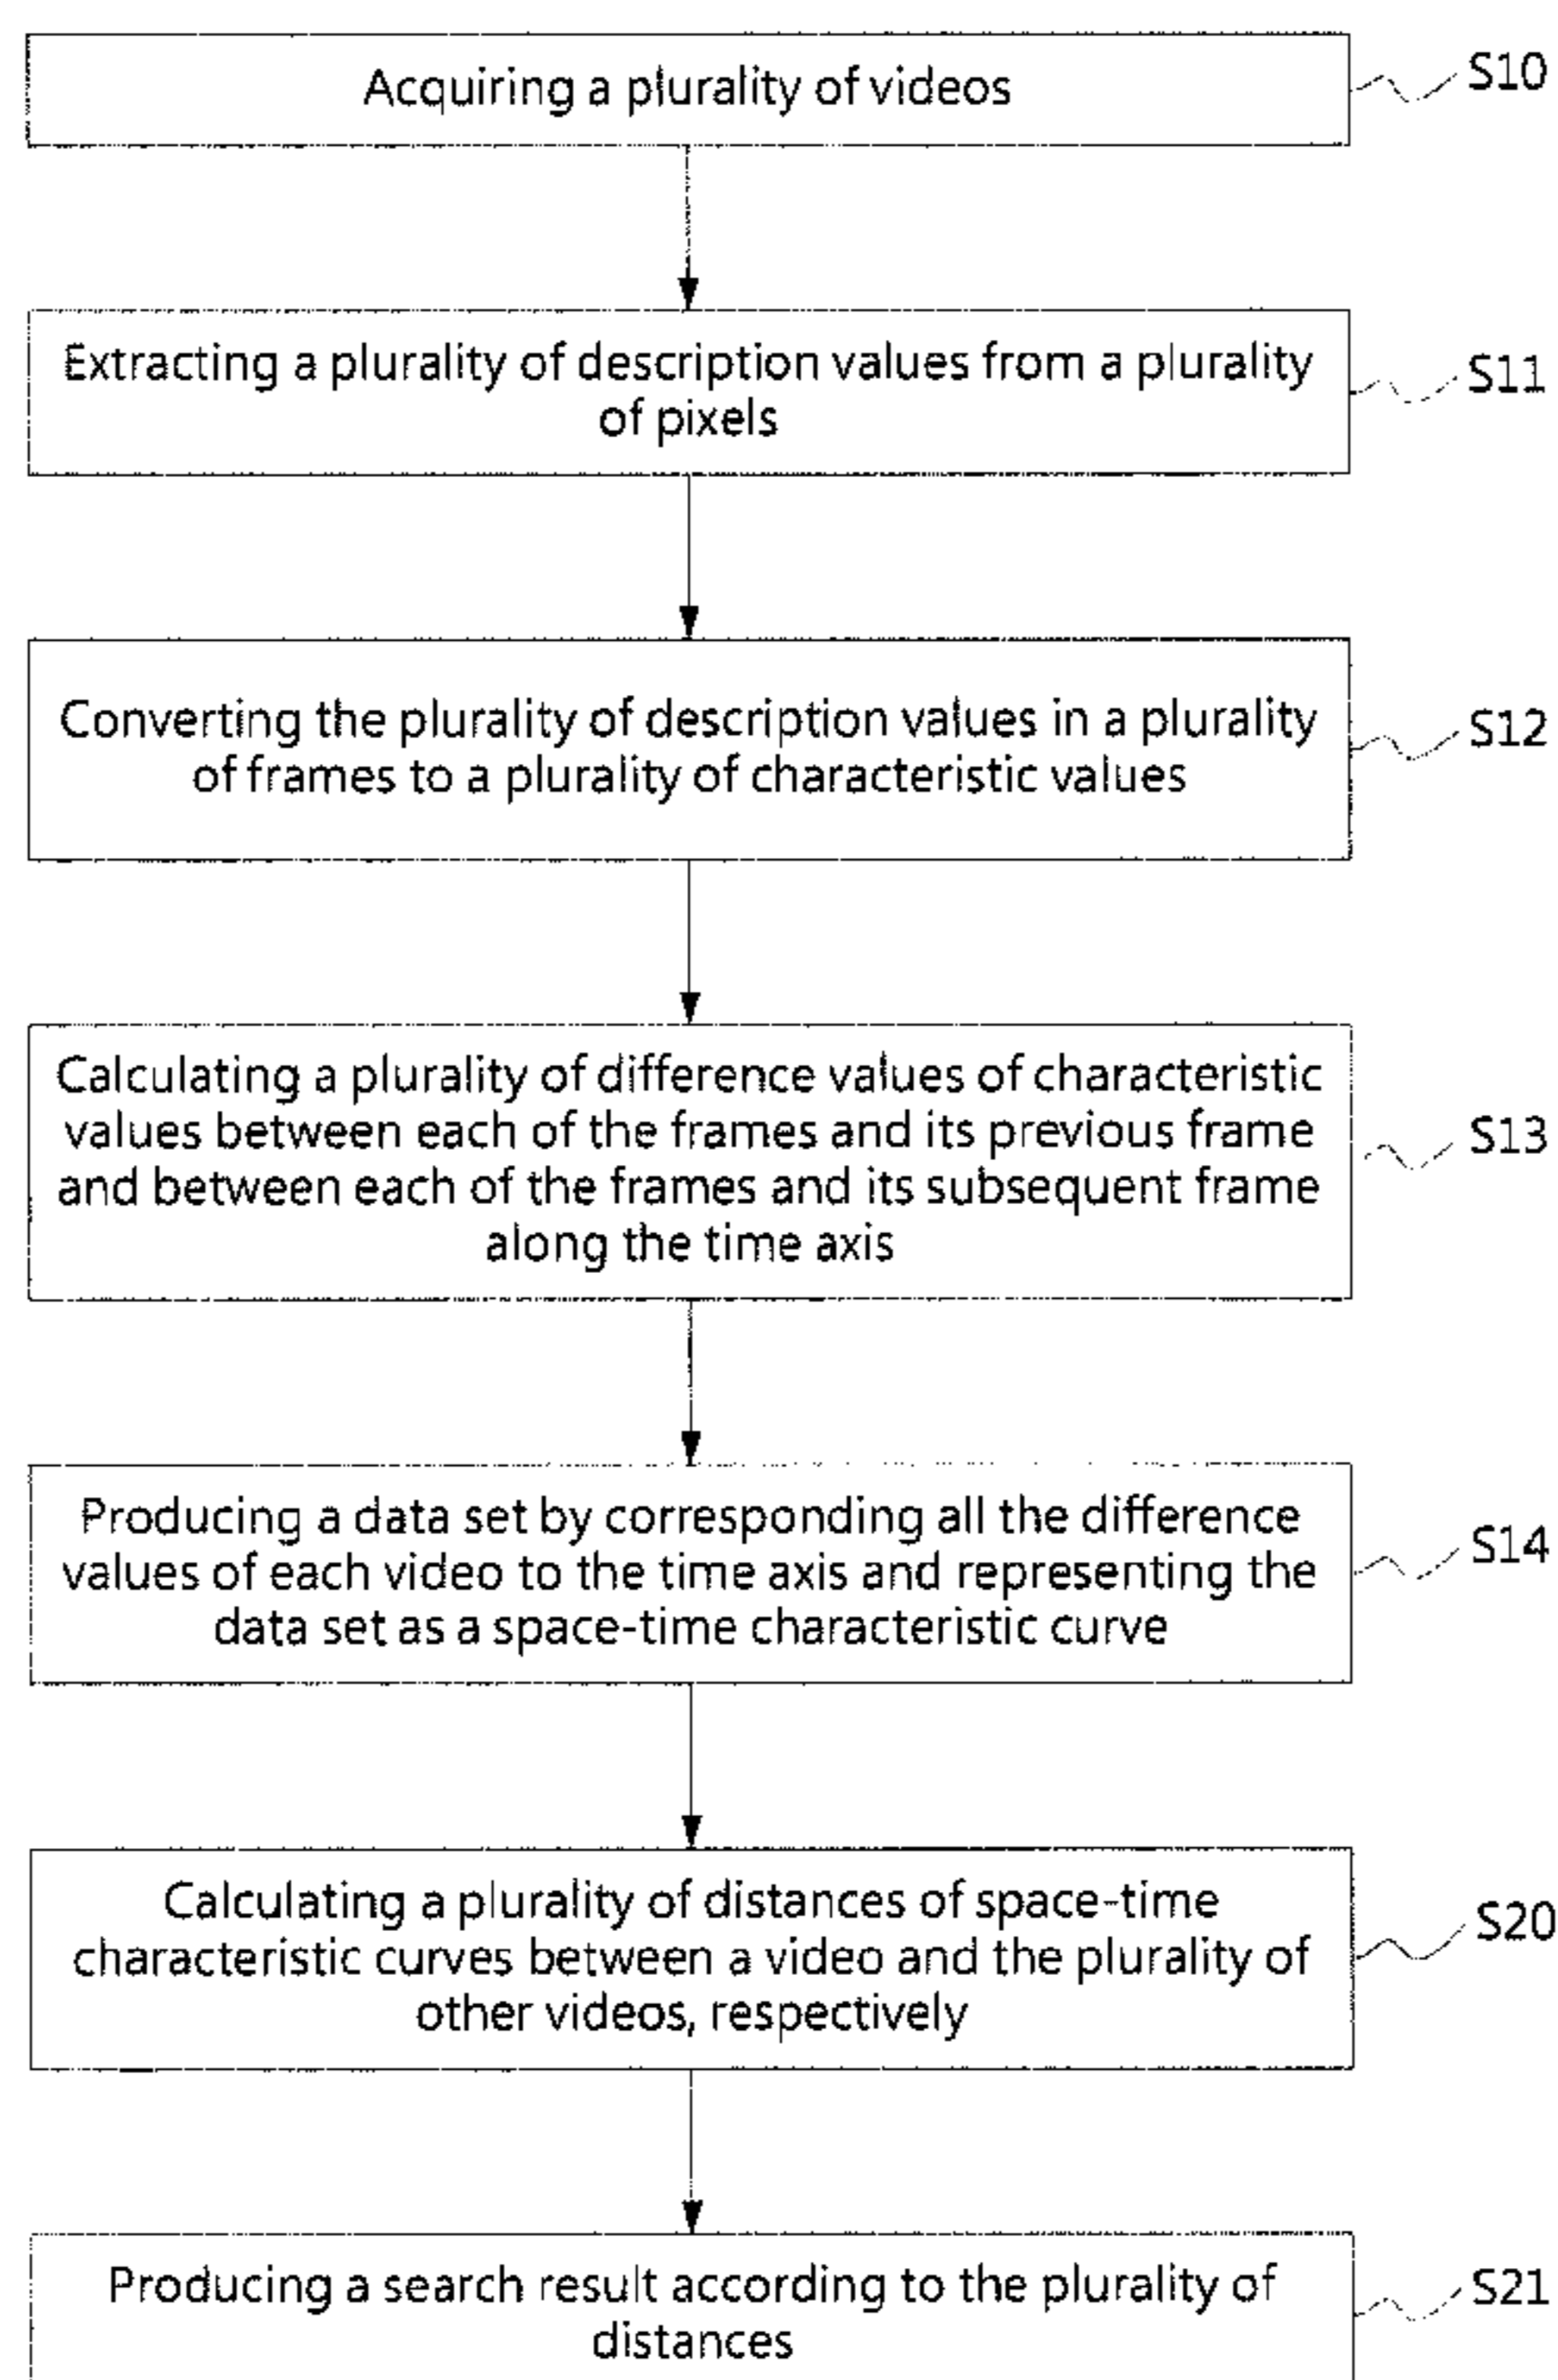 Acquiring a plurality of videos
S10
Extracting a plurality of description values from a plurality
of pixels
S11
Converting the plurality of description values in a plurality
of frames to a plurality of characteristic values
S12
Calculating a plurality of difference values of characteristic
values between each of the frames and its previous frame
and between each of the frames and its subsequent frame
along the time axis
S13
Producing a data set by corresponding all the difference
values of each video to the time axis and representing the
data set as a space-time characteristic curve
S14
Calculating a plurality of distances of space-time
characteristic curves between a video and the plurality of
other videos, respectively
S20
Producing a search result according to the plurality of
distances
S21